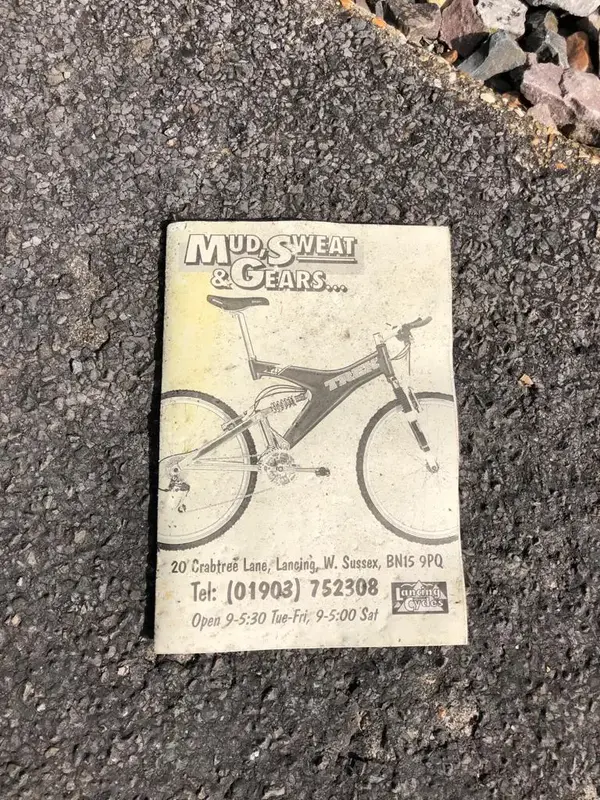 MUD, SWEAT
& GEARS...
TREK
20 Crabtree Lane, Lancing, W. Sussex, BN15 9PQ
Tel: (01903) 752308
Open 9-5:30 Tue-Fri, 9-5:00 Sat
Lancing
Cycles